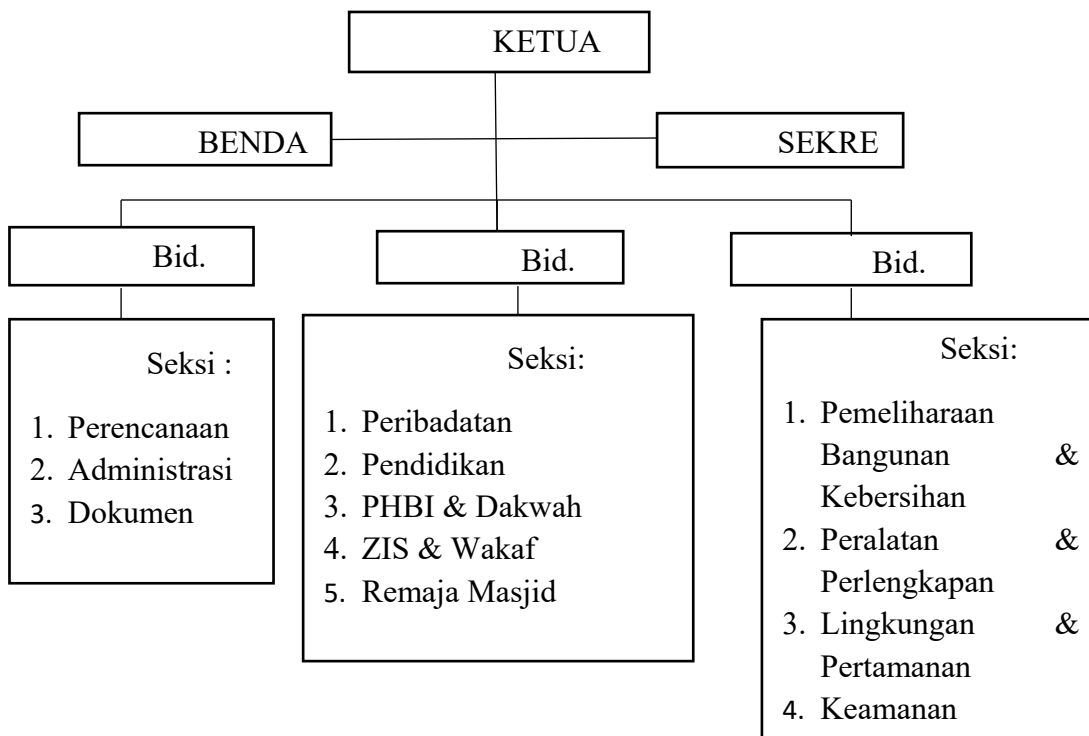 KETUA
BENDA
SEKRE
Bid.
Bid.
Bid.
Seksi :
1. Perencanaan
2. Administrasi
3. Dokumen
Seksi:
1. Peribadatan
2. Pendidikan
3. PHBI & Dakwah
4. ZIS & Wakaf
5. Remaja Masjid
Seksi:
1. Pemeliharaan
Bangunan &
Kebersihan
2. Peralatan &
Perlengkapan
3. Lingkungan &
Pertamanan
4. Keamanan